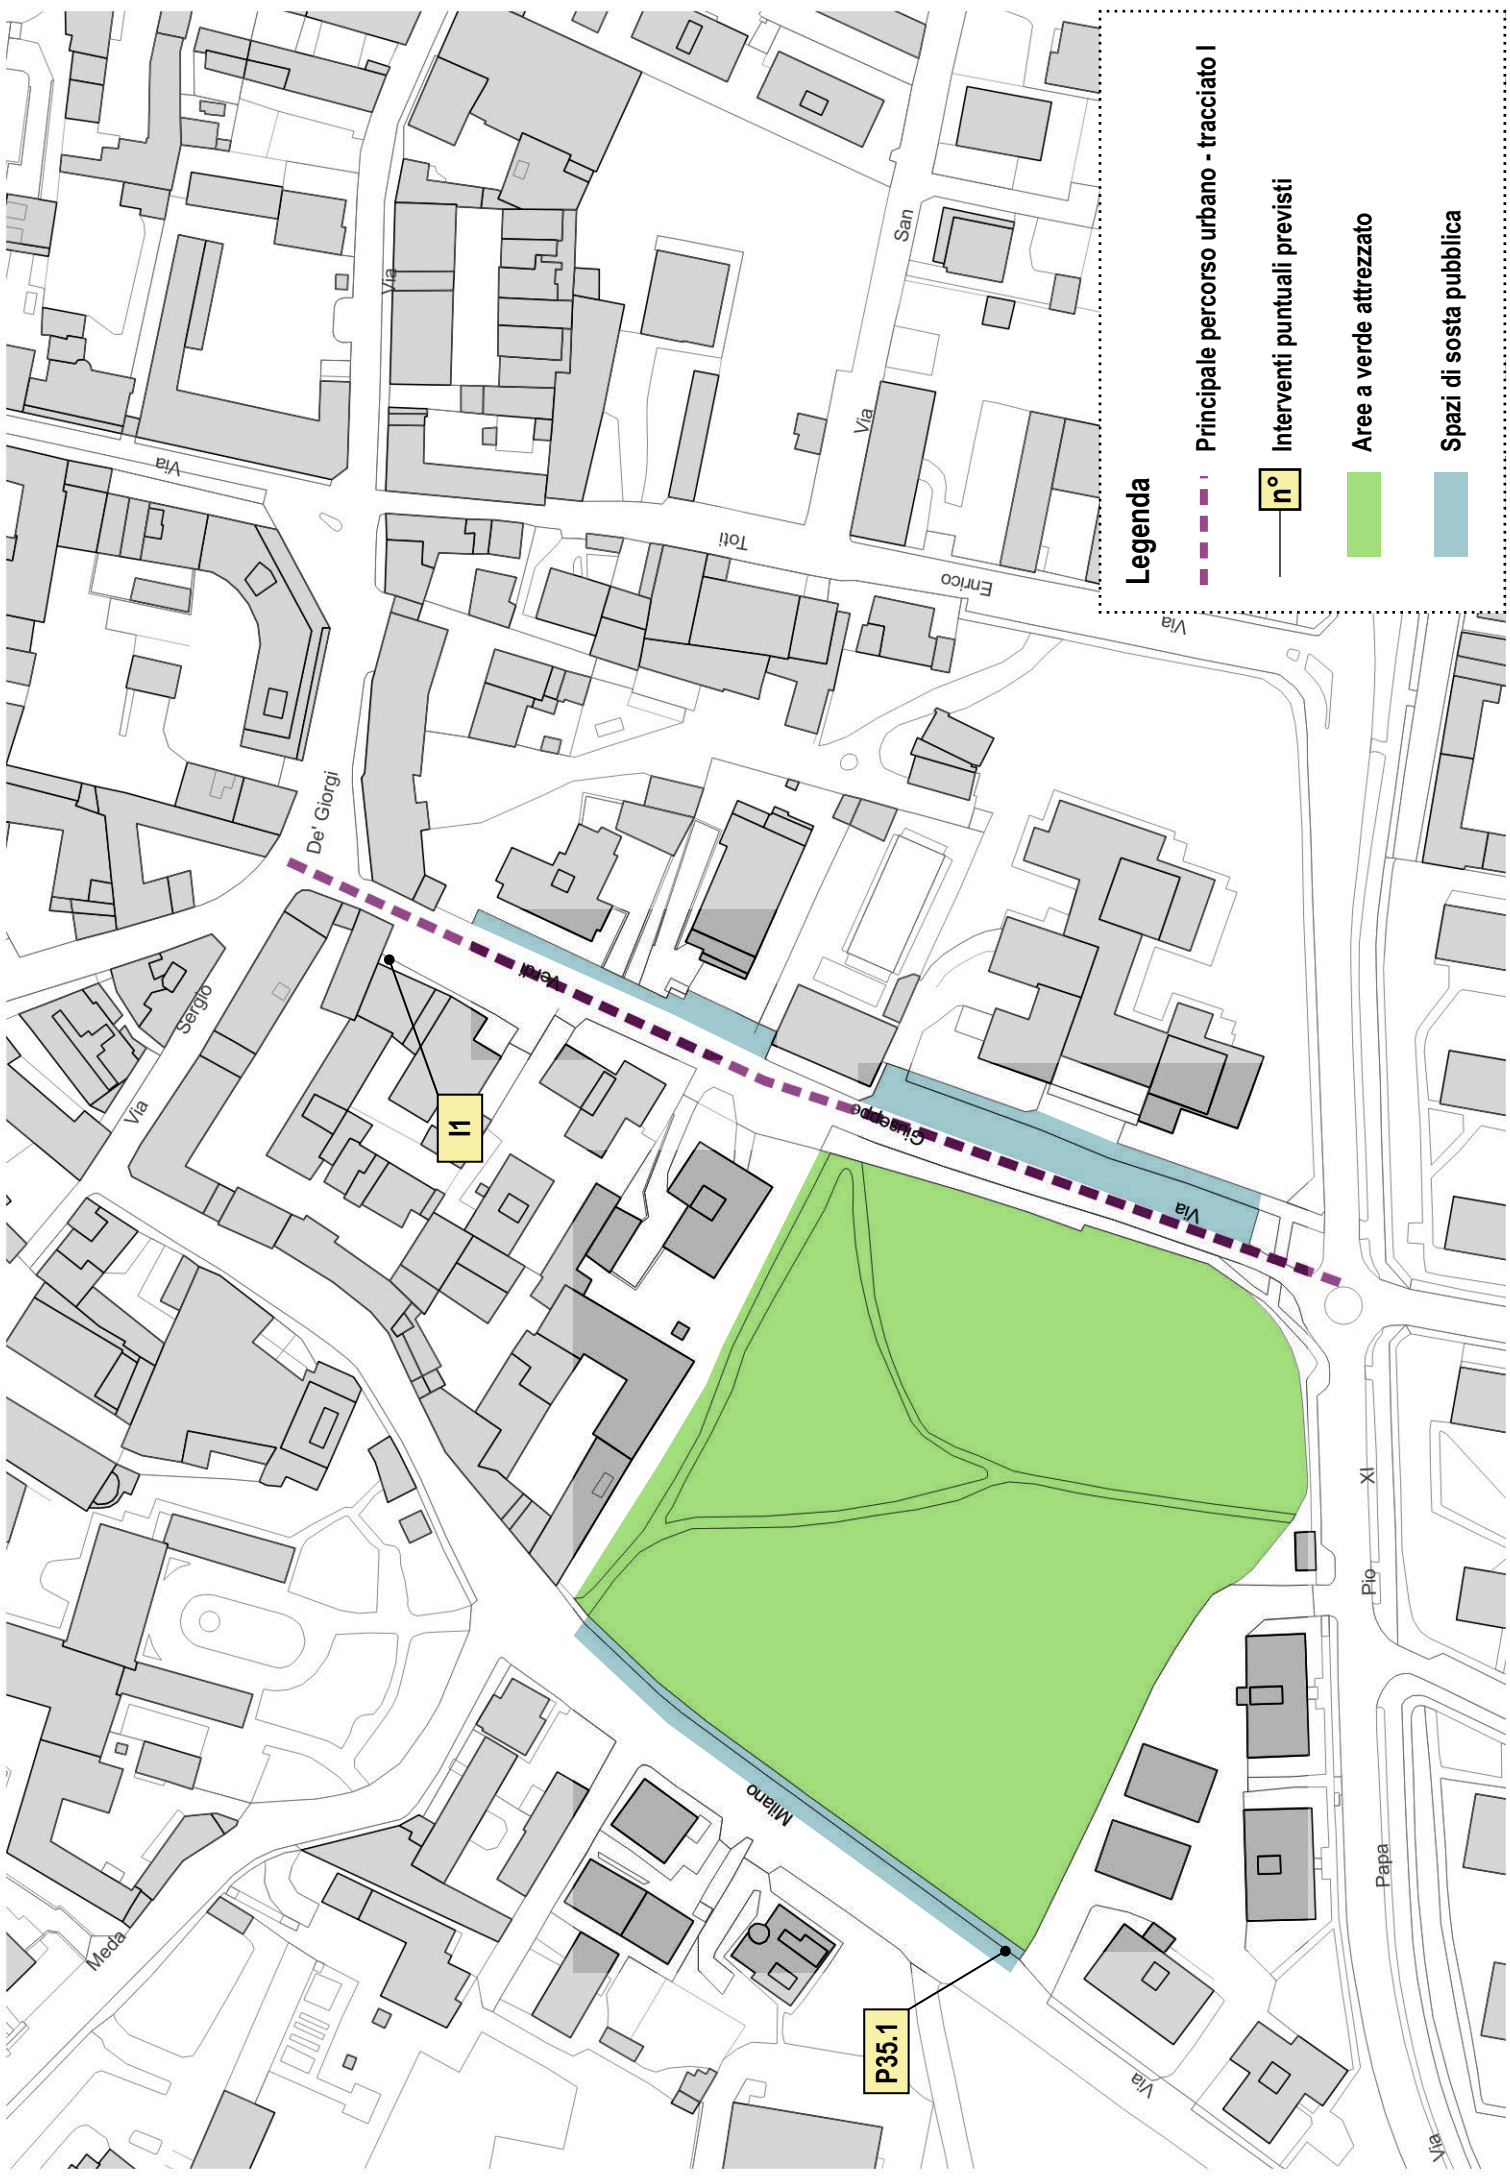 Legenda
Principale percorso urbano - tracciato I
n° Interventi puntuali previsti
Aree a verde attrezzato
Spazi di sosta pubblica
I1
P35.1
Via
Via
De' Giorgi
Via
Sergio
Meda
San
Via
Toti
Enrico
Via
Verdi
Giuseppe
Via
Milano
Via
XI
Pio
Papa
Via